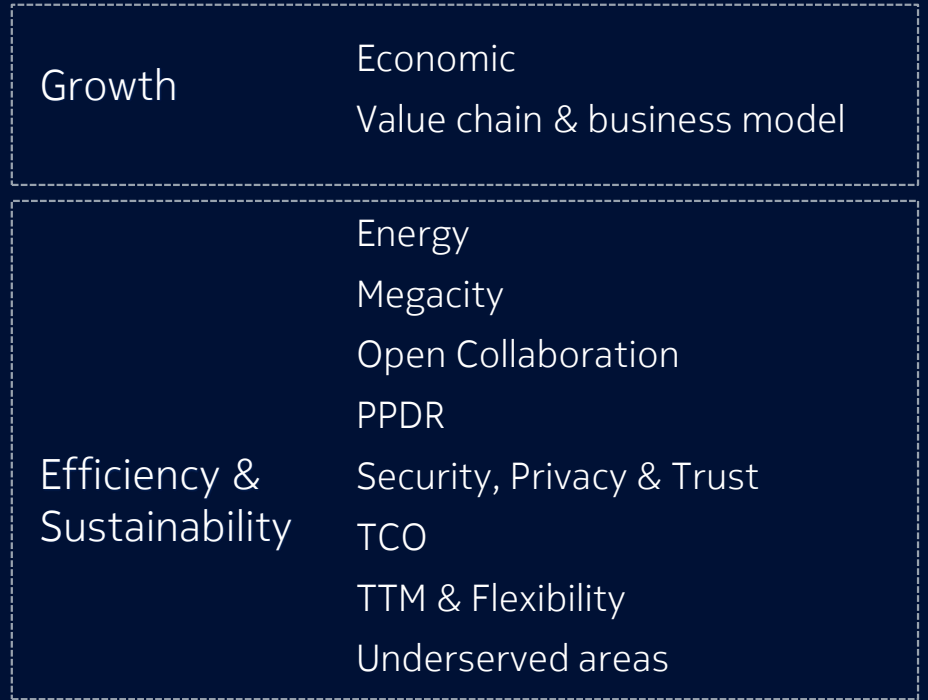 Growth
Economic
Value chain & business model
Efficiency &
Sustainability
Energy
Megacity
Open Collaboration
PPDR
Security, Privacy & Trust
TCO
TTM & Flexibility
Underserved areas